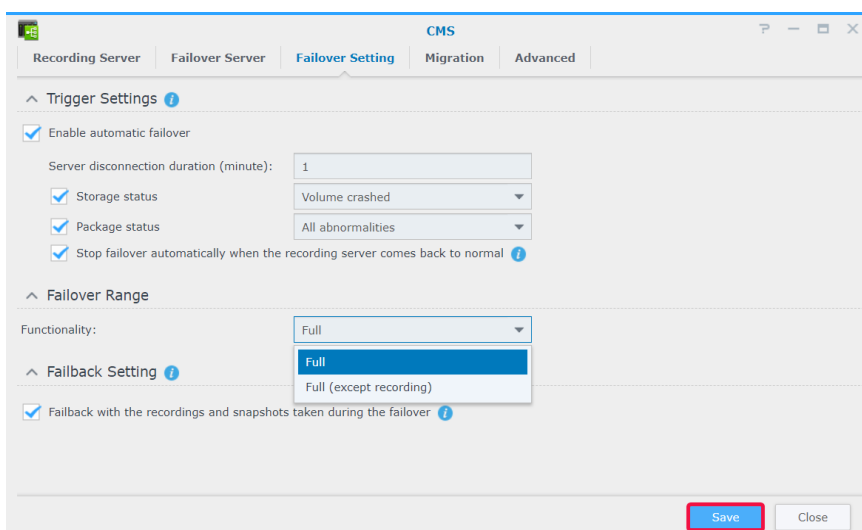 CMS
Recording Server
Failover Server
Failover Setting
Migration
Advanced
Trigger Settings
Enable automatic failover
Server disconnection duration (minute):
1
Storage status
Volume crashed
Package status
All abnormalities
Stop failover automatically when the recording server comes back to normal
Failover Range
Functionality:
Full
Full
Full (except recording)
Failback Setting
Failback with the recordings and snapshots taken during the failover
Save
Close